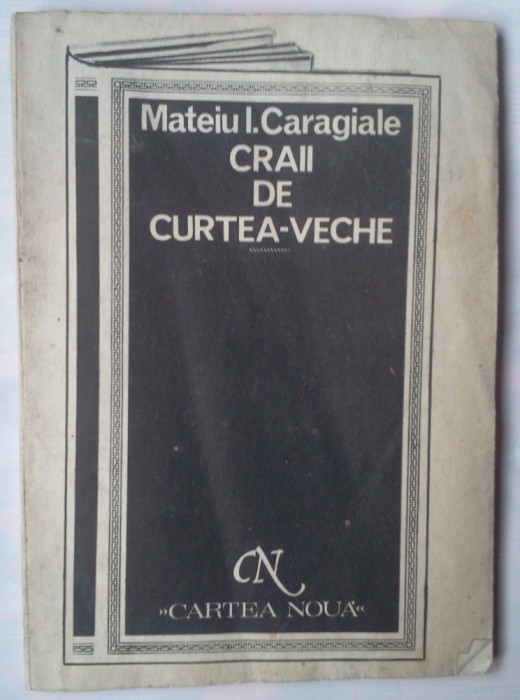 Mateiu I. Caragiale
CRAII
DE
CURTEA-VECHE
CN
»CARTEA NOUĂ«